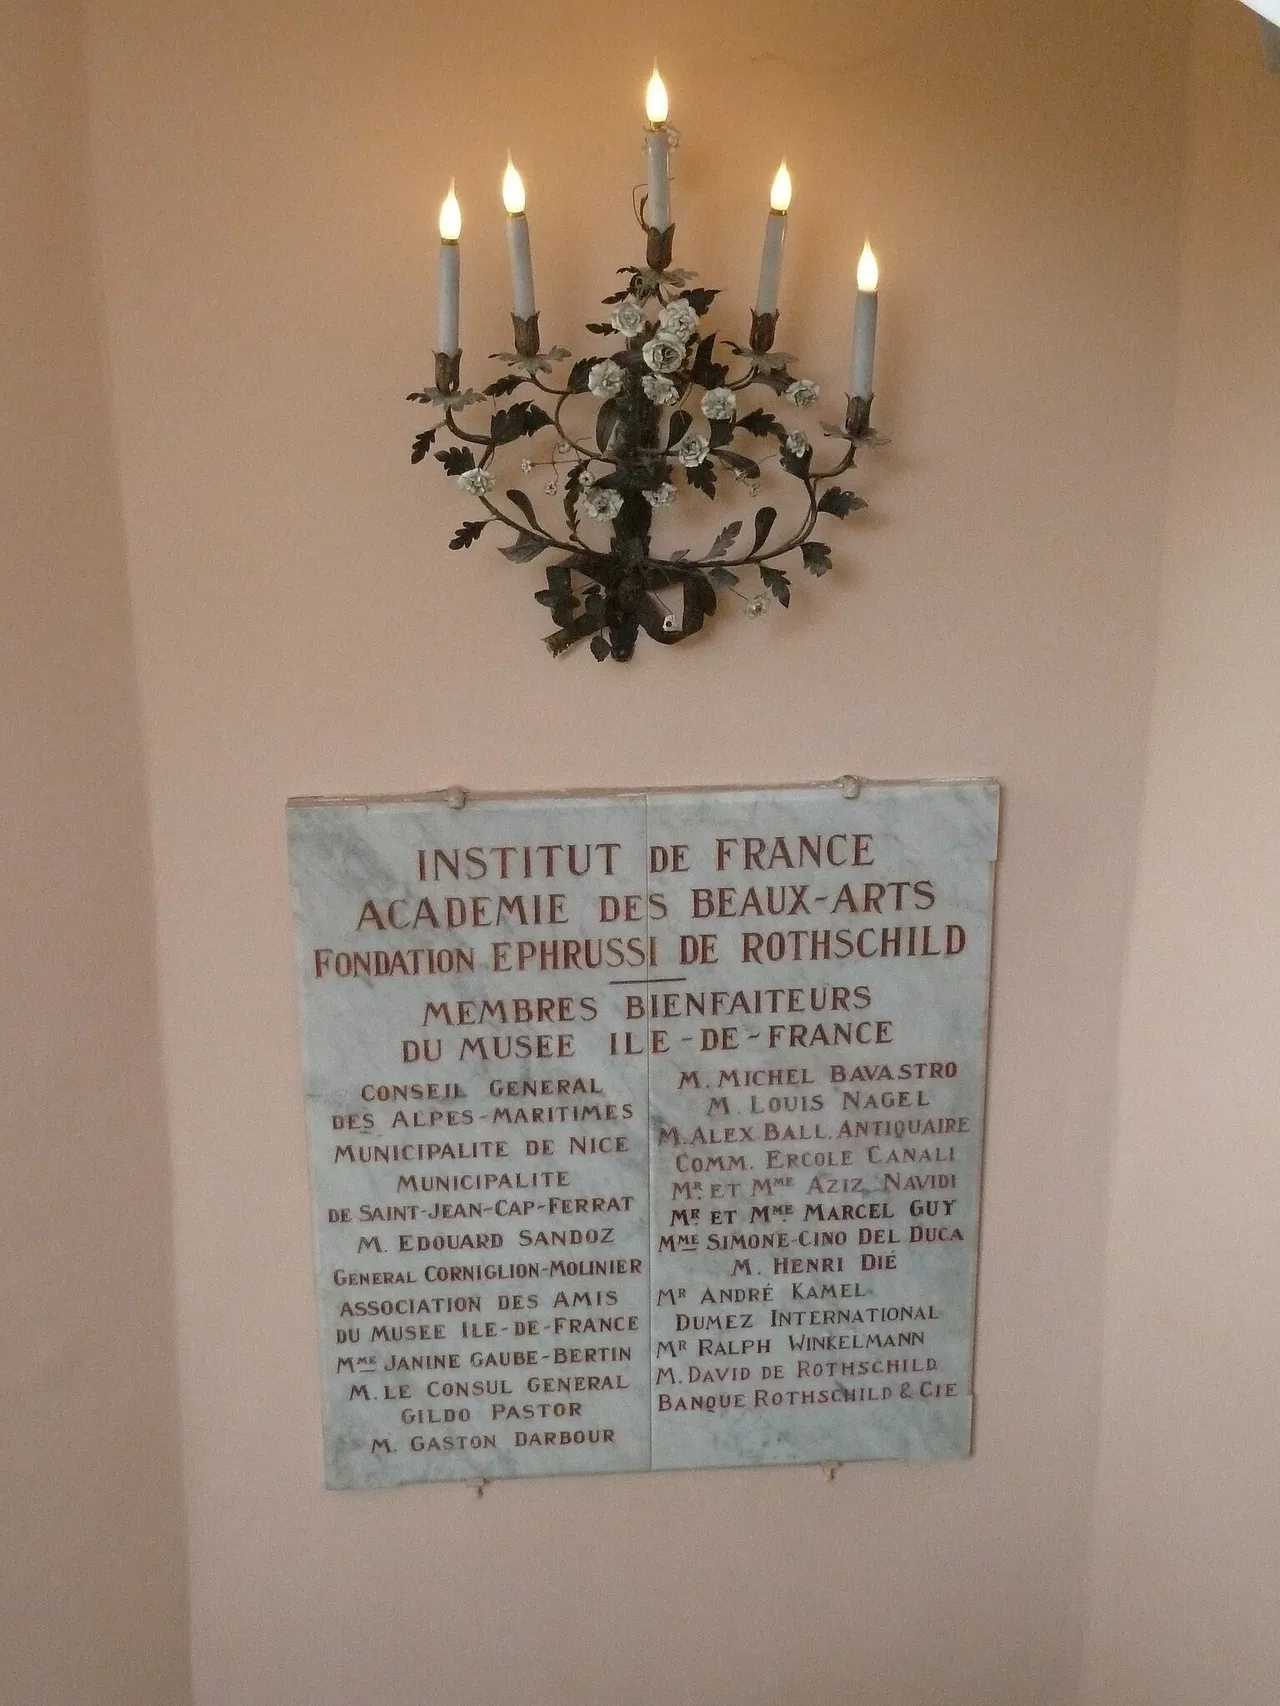 INSTITUT DE FRANCE
ACADEMIE DES BEAUX-ARTS
FONDATION EPHRUSSI DE ROTHSCHILD
MEMBRES BIENFAITEURS
DU MUSEE ILE-DE-FRANCE
CONSEIL GENERAL
DES ALPES-MARITIMES
MUNICIPALITE DE NICE
MUNICIPALITE
DE SAINT-JEAN-CAP-FERRAT
M. EDOUARD SANDOZ
GENERAL CORNIGLION-MOLINIER
ASSOCIATION DES AMIS
DU MUSEE ILE-DE-FRANCE
MME JANINE GAUBE-BERTIN
M. LE CONSUL GENERAL
GILDO PASTOR
M. GASTON DARBOUR
M. MICHEL BAVASTRO
M. LOUIS NAGEL
M. ALEX BALL. ANTIQUAIRE
COMM. ERCOLE CANALI
MR ET MME AZIZ NAVIDI
MR ET MME MARCEL GUY
MME SIMONE-CINO DEL DUCA
M. HENRI DIÉ
MR ANDRÉ KAMEL
DUMEZ INTERNATIONAL
MR RALPH WINKELMANN
M. DAVID DE ROTHSCHILD
BANQUE ROTHSCHILD & CIE